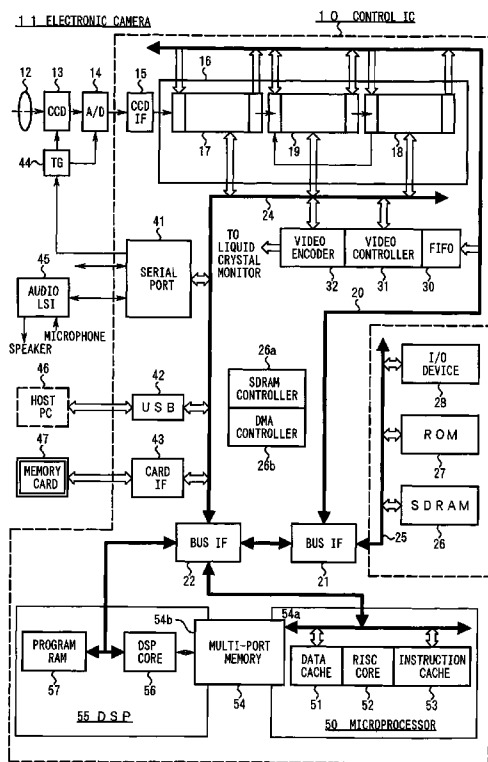 11 ELECTRONIC CAMERA
10 CONTROL IC
12
13
14
15
16
CCD
A/D
CCD IF
17
19
18
44
TG
24
41
SERIAL PORT
TO LIQUID CRYSTAL MONITOR
VIDEO ENCODER
VIDEO CONTROLLER
FIFO
32
31
30
20
45
AUDIO LSI
MICROPHONE
SPEAKER
46
HOST PC
42
USB
47
MEMORY CARD
43
CARD IF
26a
SDRAM CONTROLLER
DMA CONTROLLER
26b
I/O DEVICE
28
ROM
27
SDRAM
25
26
BUS IF
22
BUS IF
21
54b
54a
PROGRAM RAM
57
DSP CORE
56
MULTI-PORT MEMORY
54
DATA CACHE
51
RISC CORE
52
INSTRUCTION CACHE
53
55 DSP
50 MICROPROCESSOR